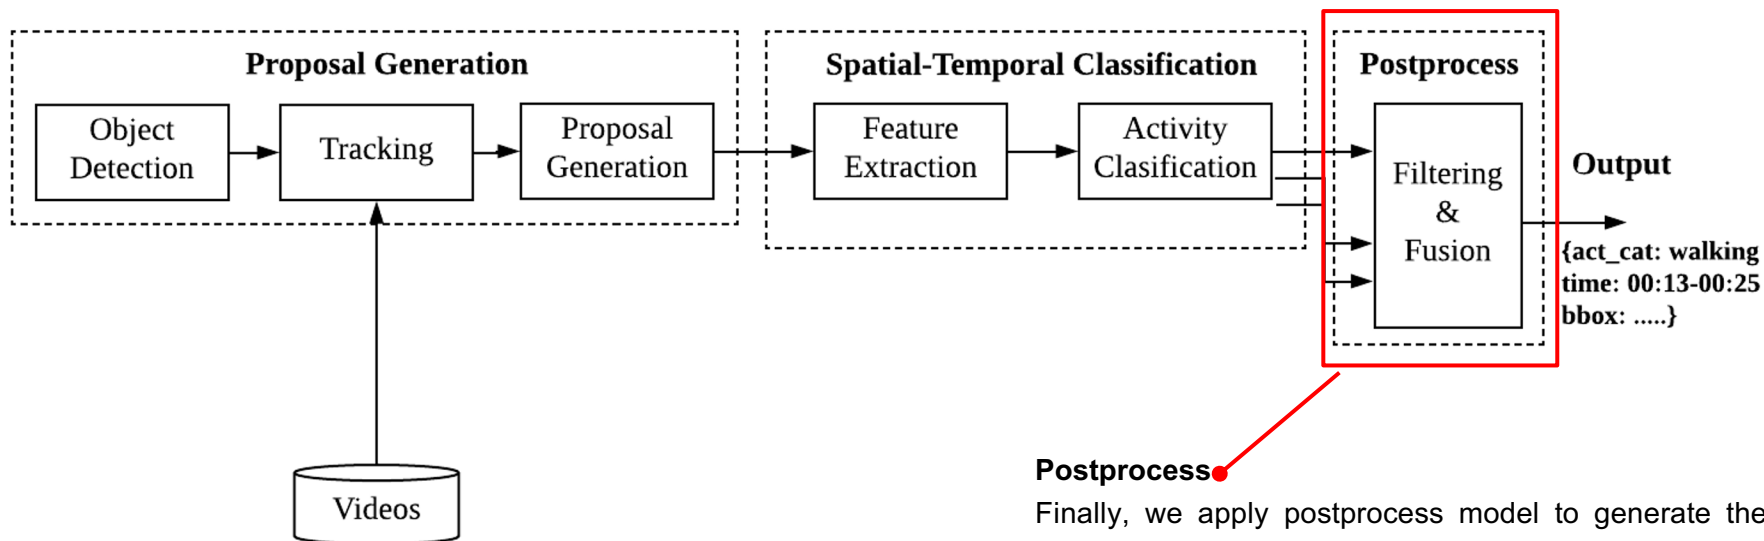 Proposal Generation
Object
Detection
Tracking
Proposal
Generation
Spatial-Temporal Classification
Feature
Extraction
Activity
Clasification
Postprocess
Filtering
&
Fusion
Output
{act_cat: walking
time: 00:13-00:25
bbox: .....}
Videos
Postprocess
Finally, we apply postprocess model to generate the